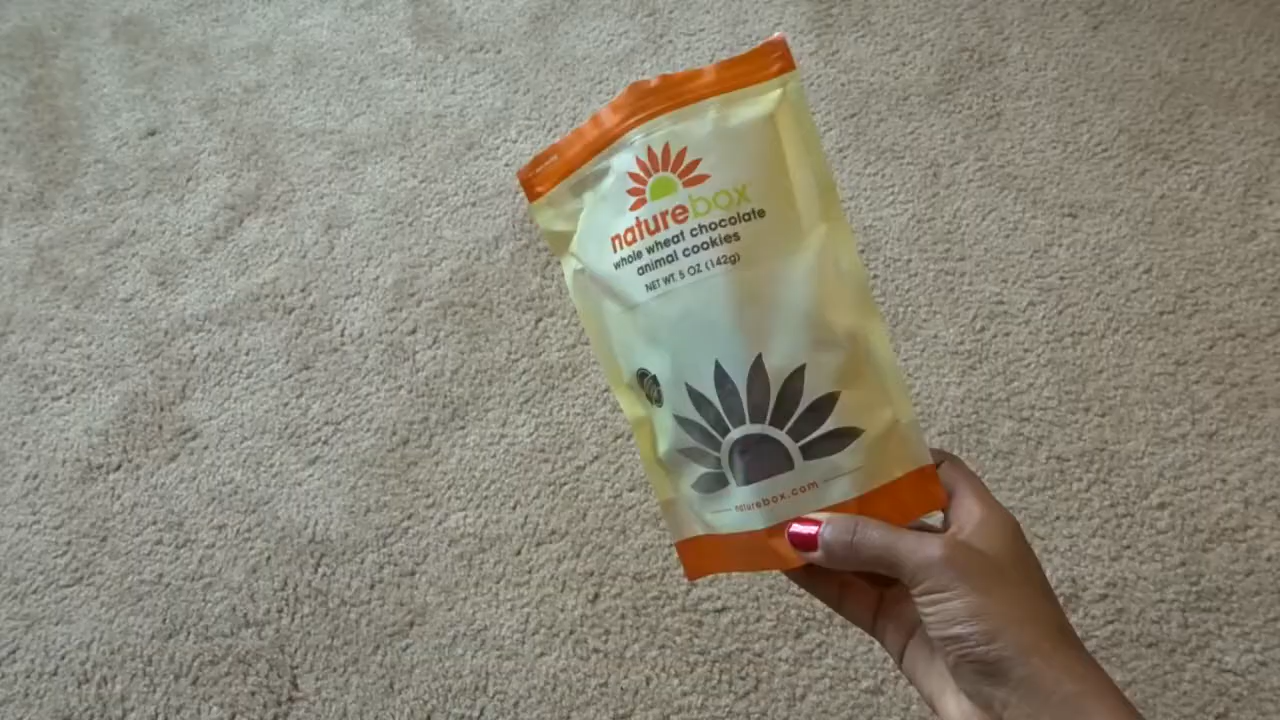 naturebox
whole wheat chocolate
animal cookies
NET WT. 5 OZ (142g)
naturebox.com